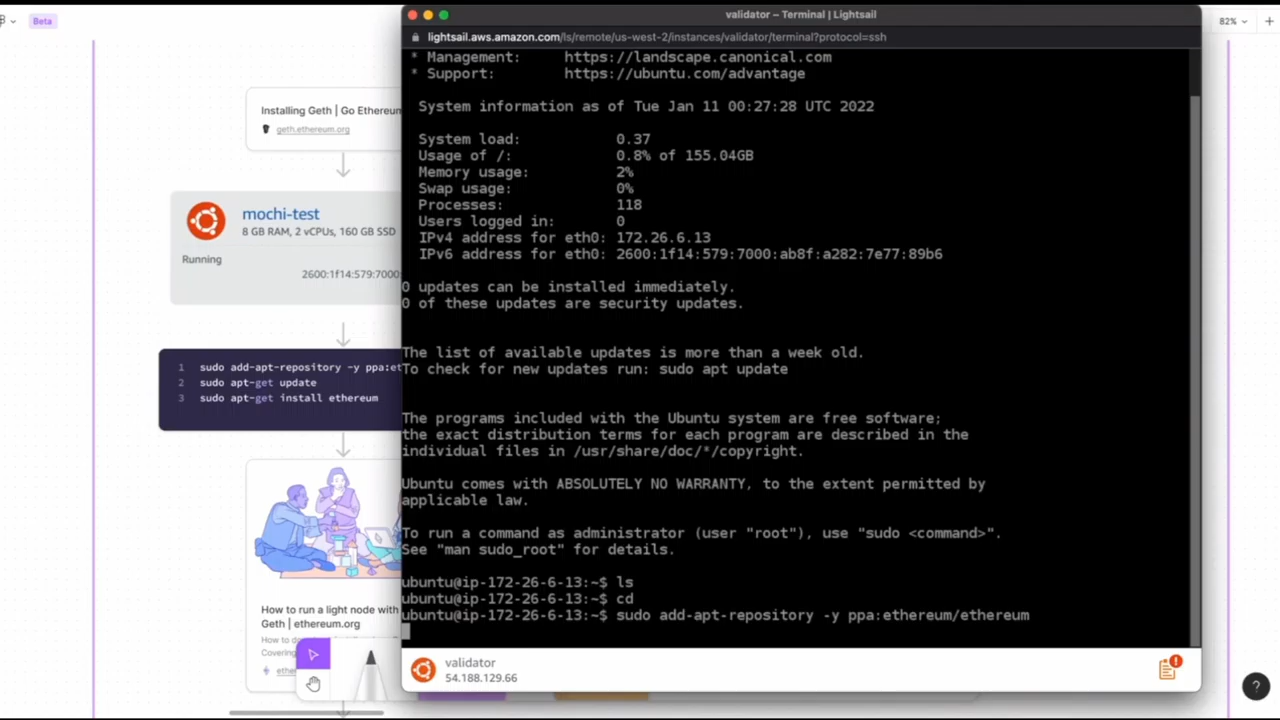 Beta
82%
Installing Geth | Go Ethereum
geth.ethereum.org
mochi-test
8 GB RAM, 2 vCPUs, 160 GB SSD
Running
2600:1f14:579:7000:
1 sudo add-apt-repository -y ppa:et
2 sudo apt-get update
3 sudo apt-get install ethereum
How to run a light node with
Geth | ethereum.org
How to
Covering
validator – Terminal | Lightsail
lightsail.aws.amazon.com/ls/remote/us-west-2/instances/validator/terminal?protocol=ssh
* Management: https://landscape.canonical.com
* Support: https://ubuntu.com/advantage
System information as of Tue Jan 11 00:27:28 UTC 2022
System load: 0.37
Usage of /: 0.8% of 155.04GB
Memory usage: 2%
Swap usage: 0%
Processes: 118
Users logged in: 0
IPv4 address for eth0: 172.26.6.13
IPv6 address for eth0: 2600:1f14:579:7000:ab8f:a282:7e77:89b6
0 updates can be installed immediately.
0 of these updates are security updates.
The list of available updates is more than a week old.
To check for new updates run: sudo apt update
The programs included with the Ubuntu system are free software;
the exact distribution terms for each program are described in the
individual files in /usr/share/doc/*/copyright.
Ubuntu comes with ABSOLUTELY NO WARRANTY, to the extent permitted by
applicable law.
To run a command as administrator (user "root"), use "sudo <command>".
See "man sudo_root" for details.
ubuntu@ip-172-26-6-13:~$ ls
ubuntu@ip-172-26-6-13:~$ cd
ubuntu@ip-172-26-6-13:~$ sudo add-apt-repository -y ppa:ethereum/ethereum
validator
54.188.129.66